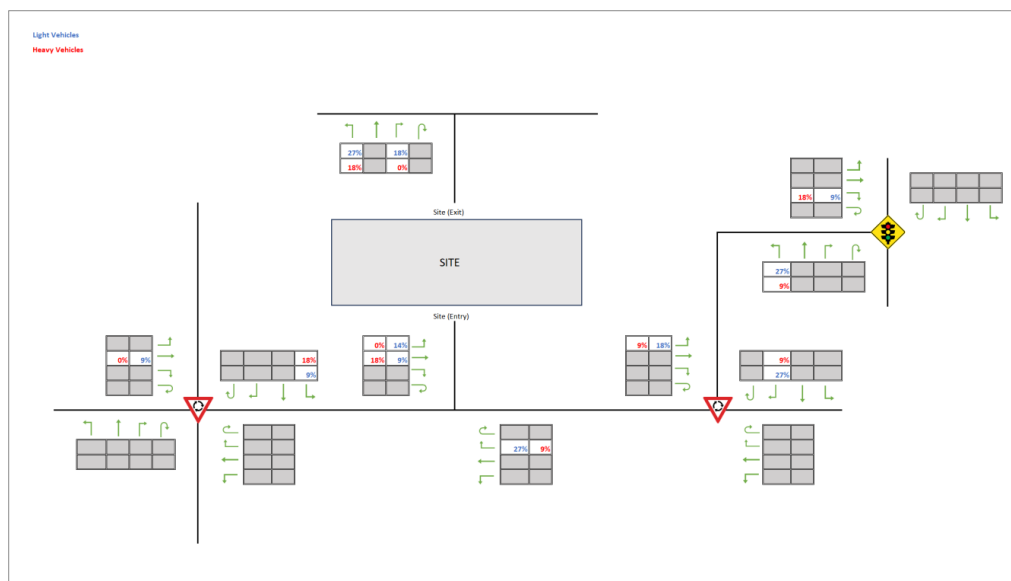 Light Vehicles
Heavy Vehicles
27% 18%
18% 0%
18% 9%
Site (Exit)
SITE
27%
9%
Site (Entry)
0% 14%
18% 9%
9% 18%
0% 9%
18%
9%
9%
27%
27% 9%